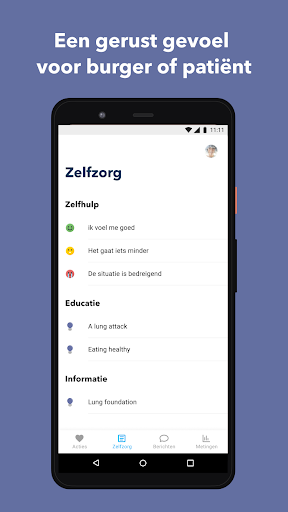 Een gerust gevoel
voor burger of patiënt
11:11
Zelfzorg
Zelfhulp
ik voel me goed
Het gaat iets minder
De situatie is bedreigend
Educatie
A lung attack
Eating healthy
Informatie
Lung foundation
Acties Zelfzorg Berichten Metingen